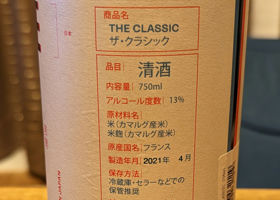 商品名
THE CLASSIC
ザ・クラシック
品目 清酒
内容量 750ml
アルコール度数 13%
原材料名
米(カマルグ産米)
米麹(カマルグ産米)
原産国名 フランス
製造年月 2021年 4月
保存方法
冷蔵庫・セラーなどでの
保管推奨